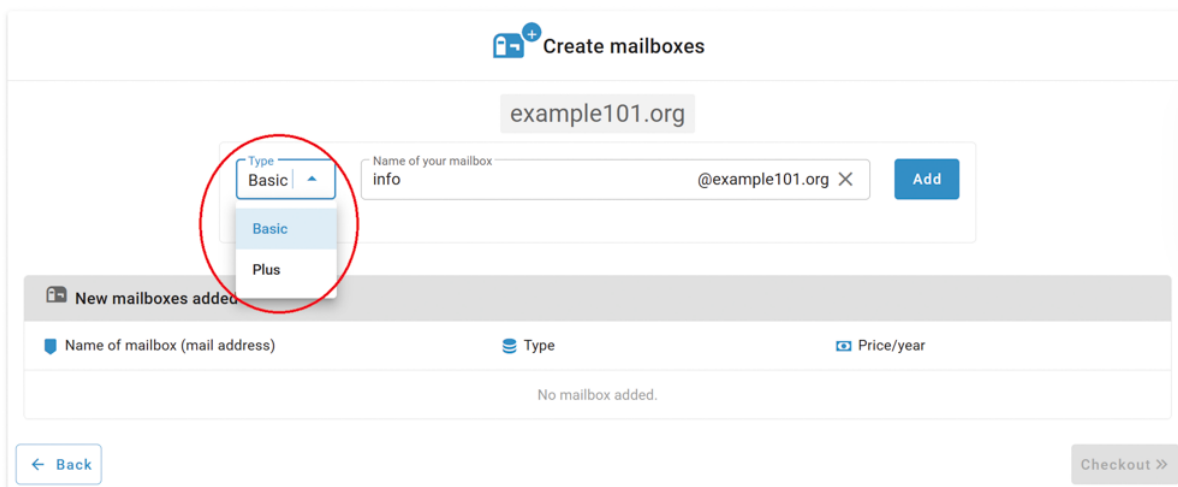 Create mailboxes
example101.org
Type
Name of your mailbox
Basic
info
@example101.org
Add
Basic
Plus
New mailboxes added
Name of mailbox (mail address)
Type
Price/year
No mailbox added.
Back
Checkout »